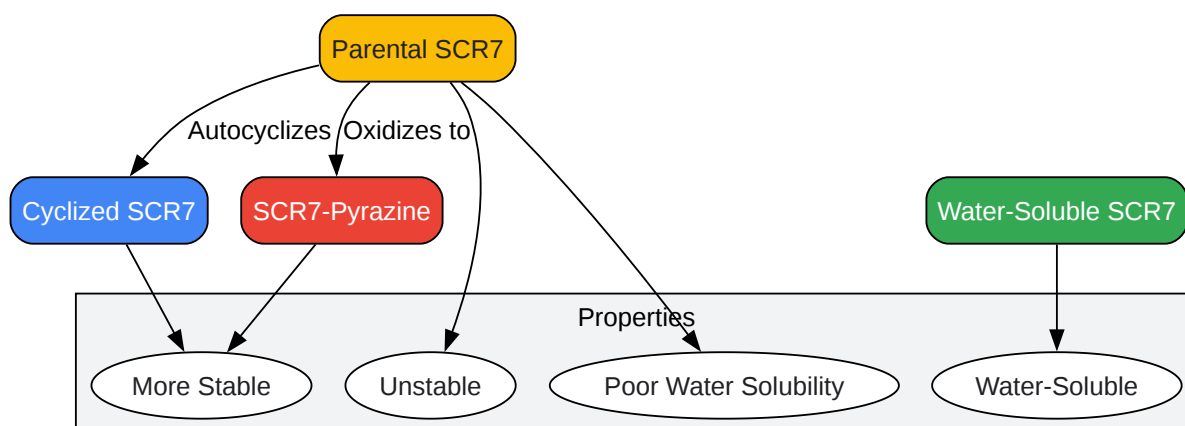 Parental SCR7
Autocyclizes
Oxidizes to
Cyclized SCR7
SCR7-Pyrazine
Water-Soluble SCR7
Properties
More Stable
Unstable
Poor Water Solubility
Water-Soluble